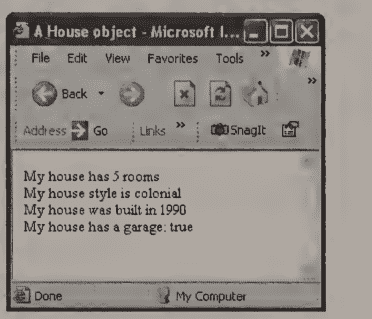 A House object - Microsoft I...
File Edit View Favorites Tools »
Back »
Address Go Links » SnagIt
My house has 5 rooms
My house style is colonial
My house was built in 1990
My house has a garage: true
Done My Computer